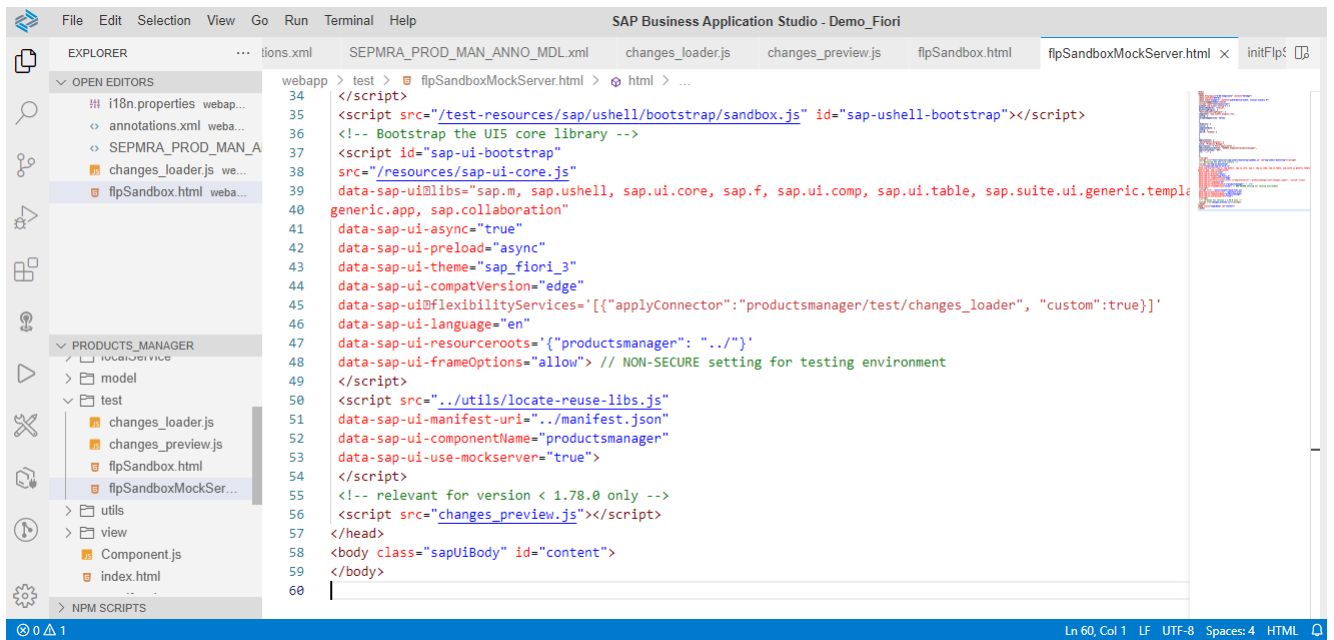 File Edit Selection View Go Run Terminal Help SAP Business Application Studio - Demo_Fiori
EXPLORER ...
tions.xml SEPMRA_PROD_MAN_ANNO_MDL.xml changes_loader.js changes_preview.js flpSandbox.html flpSandboxMockServer.html × initFlpS
OPEN EDITORS
i18n.properties webap...
annotations.xml weba...
SEPMRA_PROD_MAN_A
changes_loader.js we...
flpSandbox.html weba...
PRODUCTS_MANAGER
localService
> model
test
changes_loader.js
changes_preview.js
flpSandbox.html
flpSandboxMockSer...
> utils
> view
Component.js
index.html
> NPM SCRIPTS
webapp > test > flpSandboxMockServer.html > html > ...
34 </script>
35 <script src="/test-resources/sap/ushell/bootstrap/sandbox.js" id="sap-ushell-bootstrap"></script>
36 <!-- Bootstrap the UI5 core library -->
37 <script id="sap-ui-bootstrap"
38 src="/resources/sap-ui-core.js"
39 data-sap-ui libs="sap.m, sap.ushell, sap.ui.core, sap.f, sap.ui.comp, sap.ui.table, sap.suite.ui.generic.templa
40 generic.app, sap.collaboration"
41 data-sap-ui-async="true"
42 data-sap-ui-preload="async"
43 data-sap-ui-theme="sap_fiori_3"
44 data-sap-ui-compatVersion="edge"
45 data-sap-ui flexibilityServices='[{"applyConnector":"productsmanager/test/changes_loader", "custom":true}]'
46 data-sap-ui-language="en"
47 data-sap-ui-resourceroots='{"productsmanager": "../"}'
48 data-sap-ui-frameOptions="allow"> // NON-SECURE setting for testing environment
49 </script>
50 <script src="../utils/locate-reuse-libs.js"
51 data-sap-ui-manifest-uri="../manifest.json"
52 data-sap-ui-componentName="productsmanager"
53 data-sap-ui-use-mockserver="true">
54 </script>
55 <!-- relevant for version < 1.78.0 only -->
56 <script src="changes_preview.js"></script>
57 </head>
58 <body class="sapUiBody" id="content">
59 </body>
60
0 1 Ln 60, Col 1 LF UTF-8 Spaces: 4 HTML